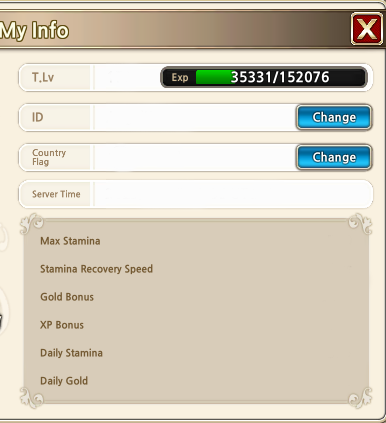 My Info
T.Lv
Exp 35331/152076
ID
Change
Country
Flag
Change
Server Time
Max Stamina
Stamina Recovery Speed
Gold Bonus
XP Bonus
Daily Stamina
Daily Gold